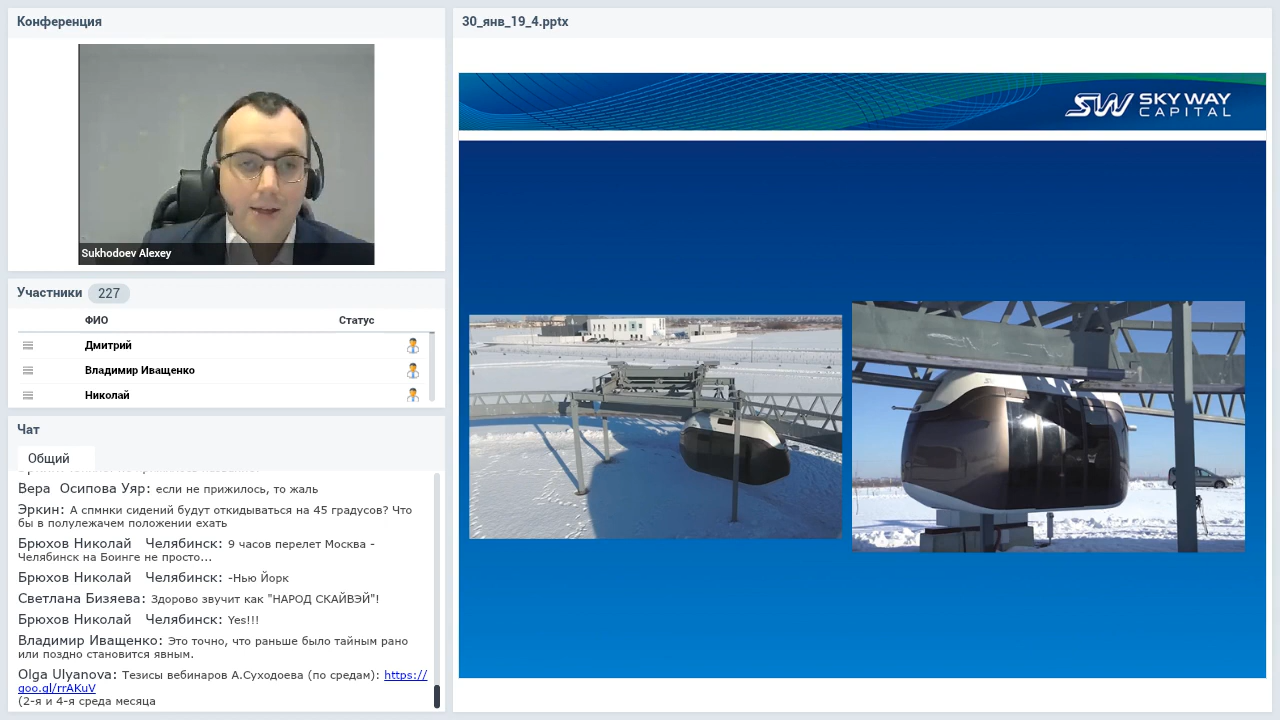 Конференция
Sukhodoev Alexey
Участники 227
ФИО Статус
Дмитрий
Владимир Иващенко
Николай
Чат
Общий
Вера Осипова Уяр: если не прижилось, то жаль
Эркин: А спмнки сидений будут откидываться на 45 градусов? Что
бы в полулежачем положении ехать
Брюхов Николай Челябинск: 9 часов перелет Москва -
Челябинск на Боинге не просто...
Брюхов Николай Челябинск: -Нью Йорк
Светлана Бизяева: Здорово звучит как "НАРОД СКАЙВЭЙ"!
Брюхов Николай Челябинск: Yes!!!
Владимир Иващенко: Это точно, что раньше было тайным рано
или поздно становится явным.
Olga Ulyanova: Тезисы вебинаров А.Суходоева (по средам): https://
goo.gl/rrAKuV
(2-я и 4-я среда месяца
30_янв_19_4.pptx
SW SKY WAY
CAPITAL